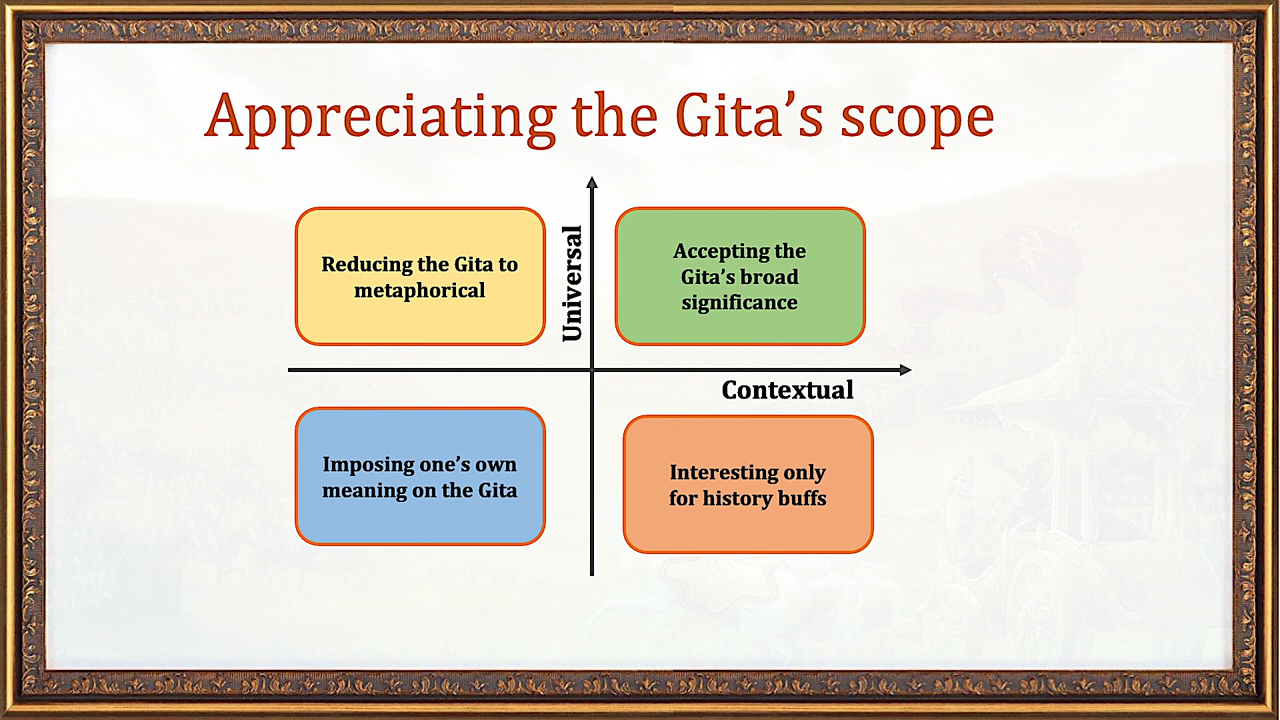 Appreciating the Gita’s scope
Reducing the Gita to
metaphorical
Universal
Accepting the
Gita’s broad
significance
Contextual
Imposing one’s own
meaning on the Gita
Interesting only
for history buffs